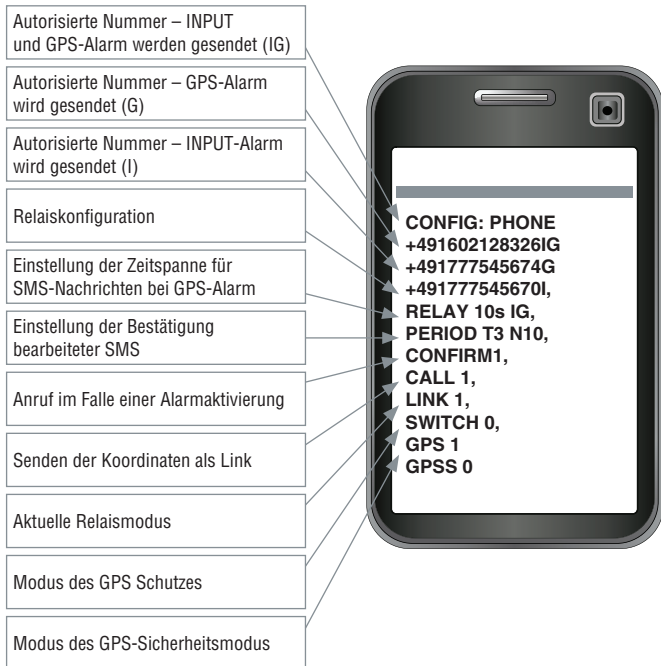 Autorisierte Nummer – INPUT
und GPS-Alarm werden gesendet (IG)
Autorisierte Nummer – GPS-Alarm
wird gesendet (G)
Autorisierte Nummer – INPUT-Alarm
wird gesendet (I)
Relaiskonfiguration
Einstellung der Zeitspanne für
SMS-Nachrichten bei GPS-Alarm
Einstellung der Bestätigung
bearbeiteter SMS
Anruf im Falle einer Alarmaktivierung
Senden der Koordinaten als Link
Aktuelle Relaismodus
Modus des GPS Schutzes
Modus des GPS-Sicherheitsmodus
CONFIG: PHONE
+491602128326IG
+491777545674G
+491777545670I,
RELAY 10s IG,
PERIOD T3 N10,
CONFIRM1,
CALL 1,
LINK 1,
SWITCH 0,
GPS 1
GPSS 0